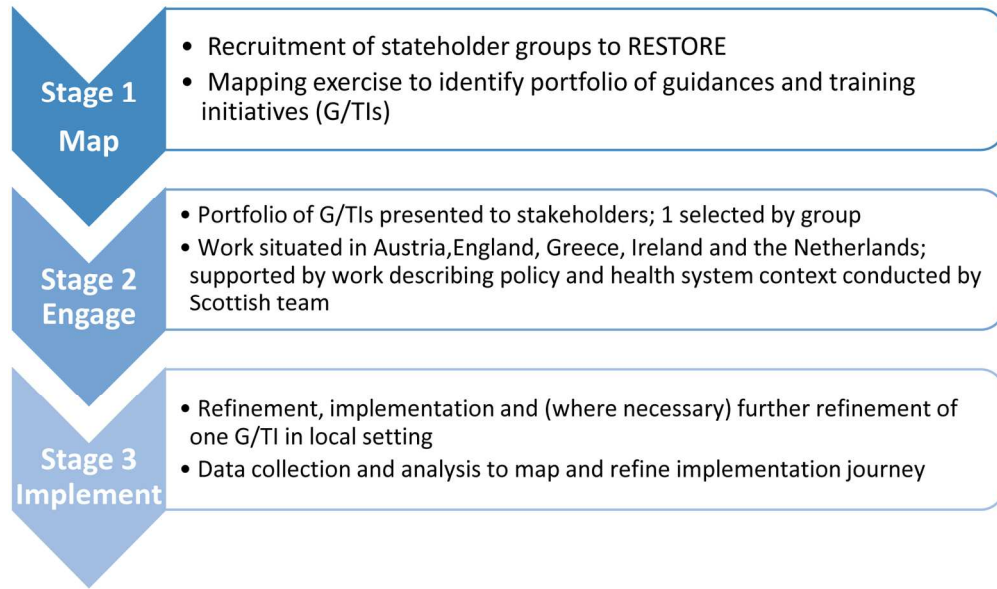 Stage 1
Map
• Recruitment of stateholder groups to RESTORE
• Mapping exercise to identify portfolio of guidances and training
initiatives (G/TIs)
Stage 2
Engage
• Portfolio of G/TIs presented to stakeholders; 1 selected by group
• Work situated in Austria,England, Greece, Ireland and the Netherlands;
supported by work describing policy and health system context conducted by
Scottish team
Stage 3
Implement
• Refinement, implementation and (where necessary) further refinement of
one G/TI in local setting
• Data collection and analysis to map and refine implementation journey